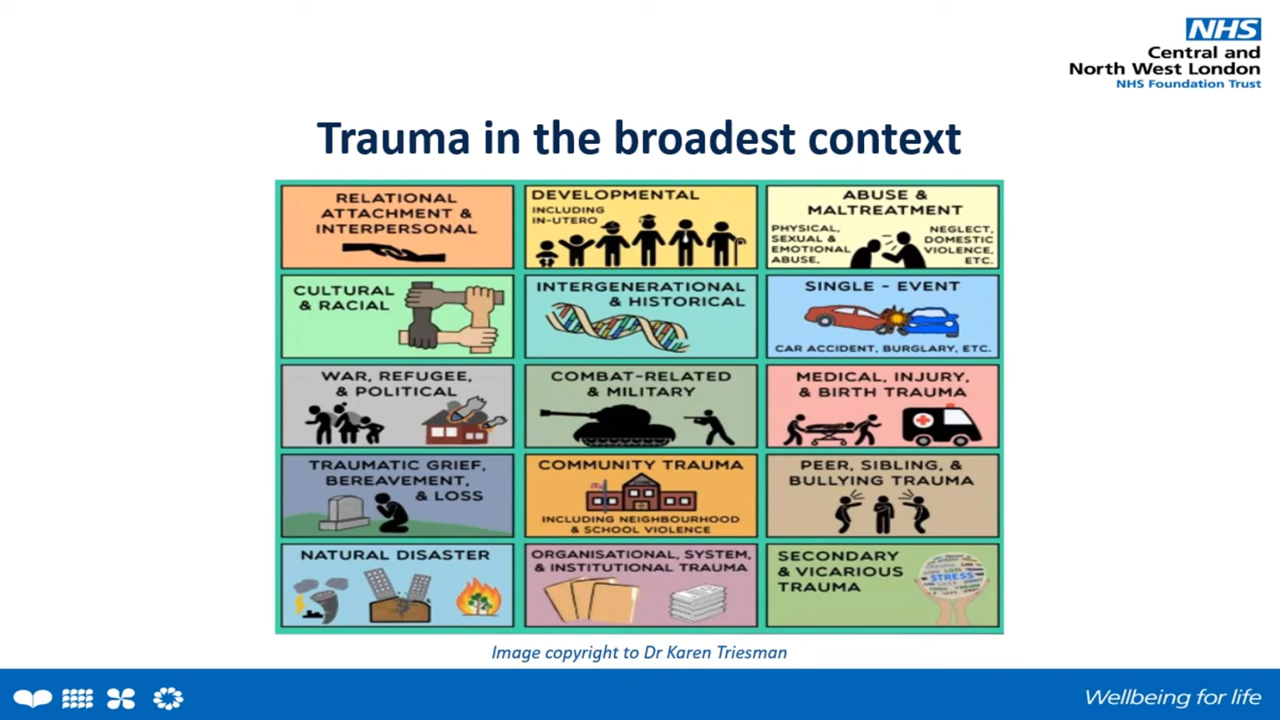 NHS
Central and
North West London
NHS Foundation Trust
Trauma in the broadest context
RELATIONAL
ATTACHMENT &
INTERPERSONAL
DEVELOPMENTAL
INCLUDING
IN-UTERO
ABUSE &
MALTREATMENT
PHYSICAL,
SEXUAL &
EMOTIONAL
ABUSE,
NEGLECT,
DOMESTIC
VIOLENCE,
ETC.
CULTURAL
& RACIAL
INTERGENERATIONAL
& HISTORICAL
SINGLE - EVENT
CAR ACCIDENT, BURGLARY, ETC.
WAR, REFUGEE,
& POLITICAL
COMBAT-RELATED
& MILITARY
MEDICAL, INJURY,
& BIRTH TRAUMA
TRAUMATIC GRIEF,
BEREAVEMENT,
& LOSS
COMMUNITY TRAUMA
INCLUDING NEIGHBOURHOOD
& SCHOOL VIOLENCE
PEER, SIBLING, &
BULLYING TRAUMA
NATURAL DISASTER
ORGANISATIONAL, SYSTEM,
& INSTITUTIONAL TRAUMA
SECONDARY
& VICARIOUS
TRAUMA
STRESS
Image copyright to Dr Karen Triesman
Wellbeing for life